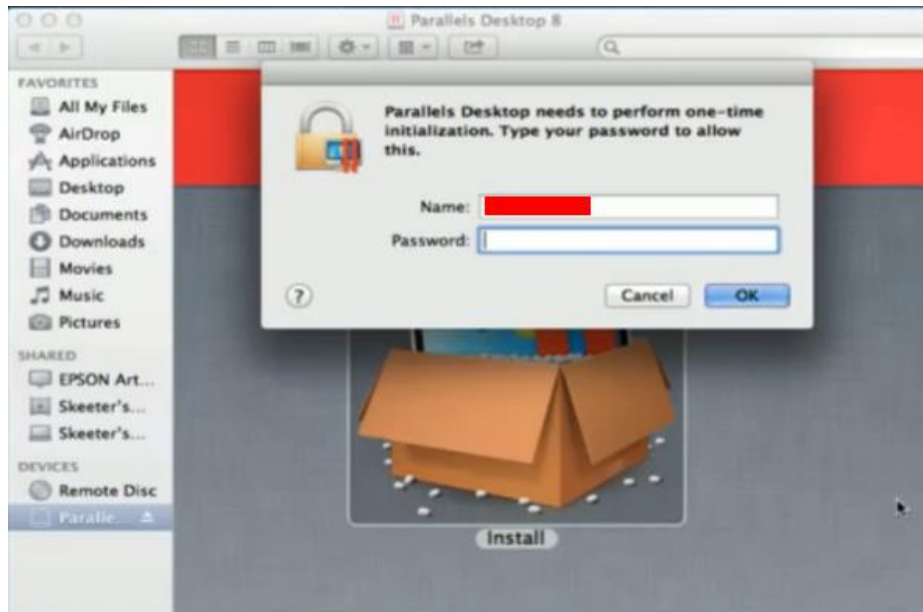 Parallels Desktop 8
FAVORITES
All My Files
AirDrop
Applications
Desktop
Documents
Downloads
Movies
Music
Pictures
SHARED
EPSON Art...
Skeeter's...
Skeeter's...
DEVICES
Remote Disc
Paralle...
Parallels Desktop needs to perform one-time
initialization. Type your password to allow
this.
Name:
Password:
?
Cancel OK
Install